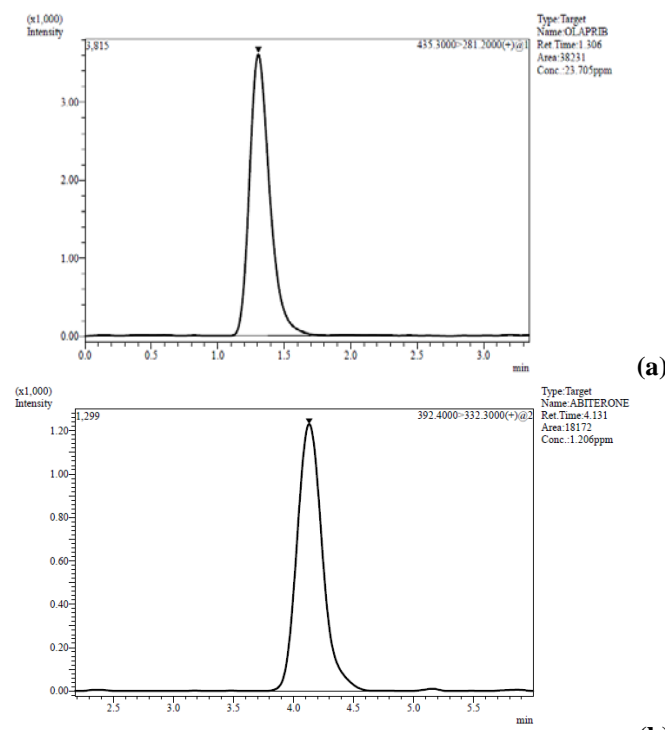 (x1,000)
Intensity
3,815
435.3000>281.2000(+)@1
Type:Target
Name:OLAPRIB
Ret.Time:1.306
Area:38231
Conc.:23.705ppm
3.00
2.00
1.00
0.00
0.0 0.5 1.0 1.5 2.0 2.5 3.0
min
(a)
(x1,000)
Intensity
1,299
392.4000>332.3000(+)@2
Type:Target
Name:ABITERONE
Ret.Time:4.131
Area:18172
Conc.:1.206ppm
1.20
1.00
0.80
0.60
0.40
0.20
0.00
2.5 3.0 3.5 4.0 4.5 5.0 5.5
min